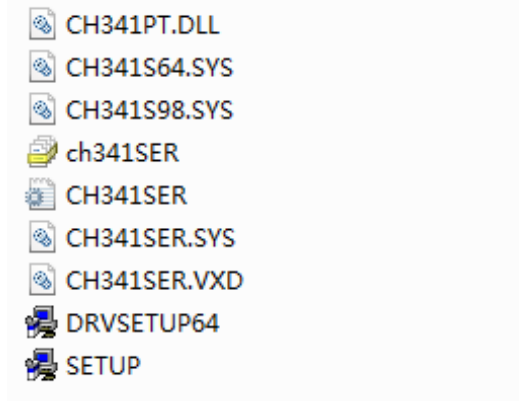 CH341PT.DLL
CH341S64.SYS
CH341S98.SYS
ch341SER
CH341SER
CH341SER.SYS
CH341SER.VXD
DRVSETUP64
SETUP